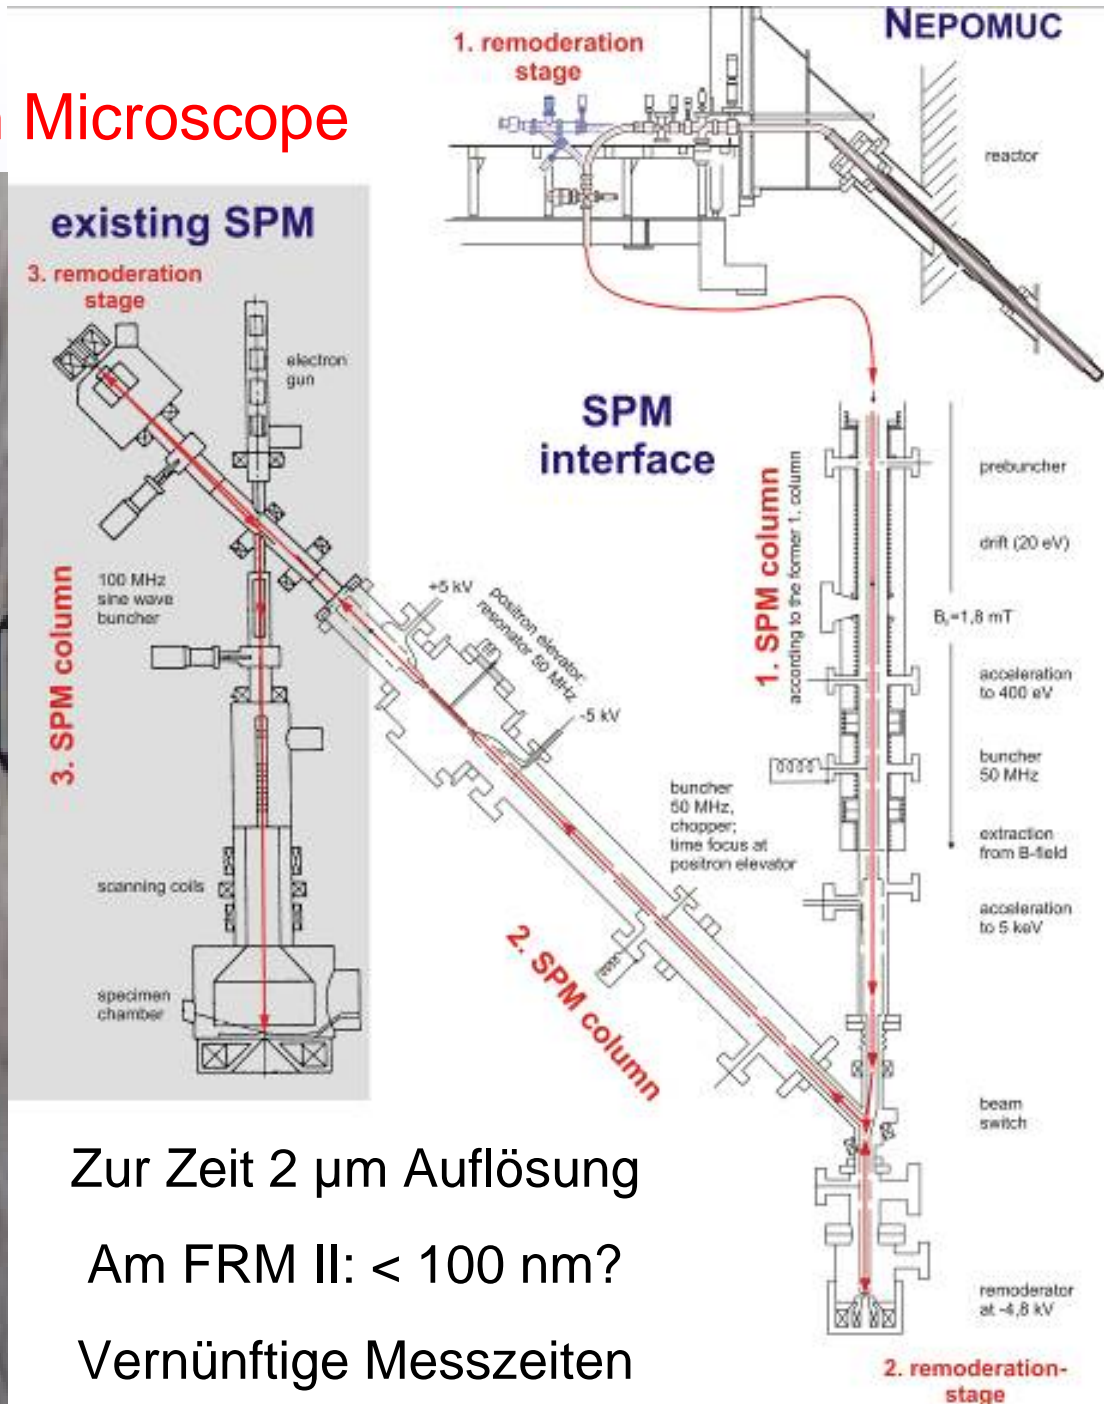 NEPOMUC
1. remoderation
stage
Microscope
reactor
existing SPM
3. remoderation
stage
electron
gun
SPM
interface
1. SPM column
according to the former 1. column
prebuncher
drift (20 eV)
+5 kV
positron elevator:
resonator 50 MHz
-5 kV
100 MHz
sine wave
buncher
3. SPM column
acceleration
to 400 eV
buncher
50 MHz
buncher
50 MHz,
chopper;
time focus at
positron elevator
extraction
from B-field
scanning coils
acceleration
to 5 keV
2. SPM column
specimen
chamber
beam
switch
Zur Zeit 2 µm Auflösung
Am FRM II: < 100 nm?
Vernünftige Messzeiten
remoderator
at -4,8 kV
2. remoderation-
stage